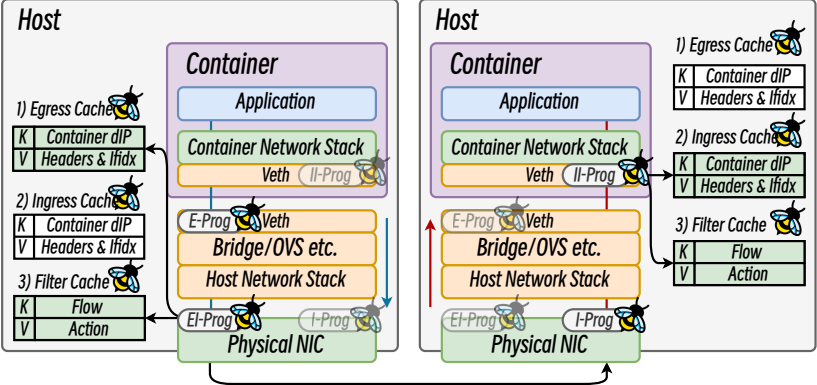 Host
Container
Application
Container Network Stack
Veth II-Prog
E-Prog Veth
Bridge/OVS etc.
Host Network Stack
EI-Prog I-Prog
Physical NIC
1) Egress Cache
K Container dIP
V Headers & Ifidx
2) Ingress Cache
K Container dIP
V Headers & Ifidx
3) Filter Cache
K Flow
V Action
Host
Container
Application
Container Network Stack
Veth II-Prog
E-Prog Veth
Bridge/OVS etc.
Host Network Stack
EI-Prog I-Prog
Physical NIC
1) Egress Cache
K Container dIP
V Headers & Ifidx
2) Ingress Cache
K Container dIP
V Headers & Ifidx
3) Filter Cache
K Flow
V Action